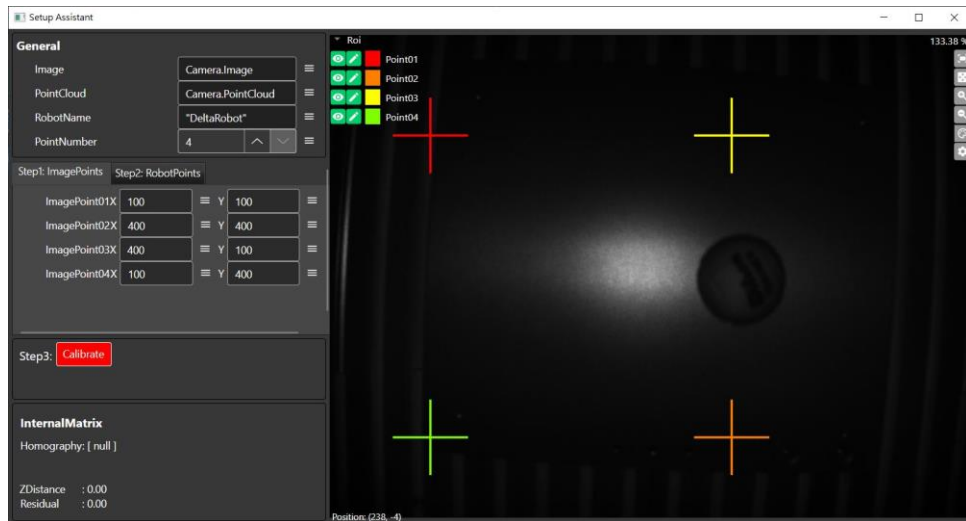 Setup Assistant
General
Image Camera.Image
PointCloud Camera.PointCloud
RobotName "DeltaRobot"
PointNumber 4
Step1: ImagePoints Step2: RobotPoints
ImagePoint01X 100 Y 100
ImagePoint02X 400 Y 400
ImagePoint03X 400 Y 100
ImagePoint04X 100 Y 400
Step3: Calibrate
InternalMatrix
Homography: [ null ]
ZDistance : 0.00
Residual : 0.00
Roi
133.38 %
Point01
Point02
Point03
Point04
Position: (238, -4)